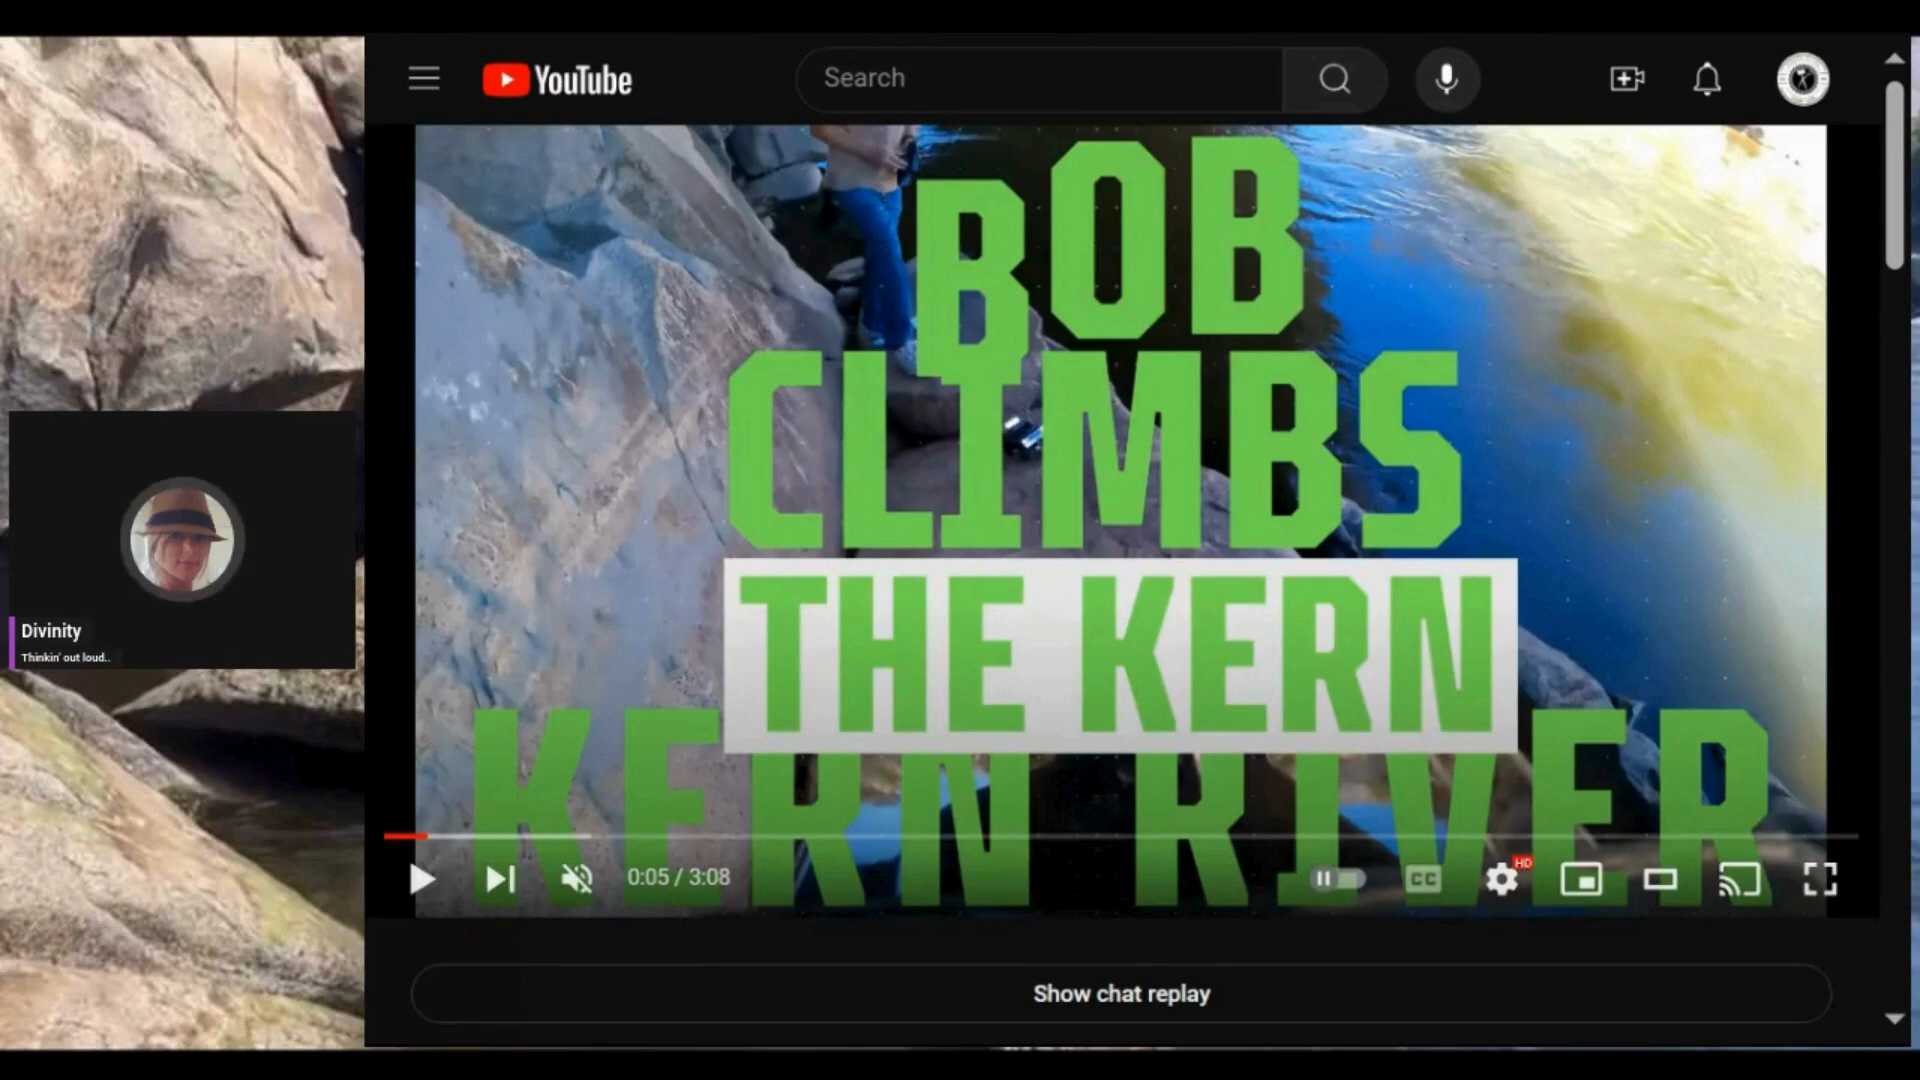 YouTube
Search
BOB
CLIMBS
THE KERN
KERN RIVER
Divinity
Thinkin' out loud..
0:05 / 3:08
CC
HD
Show chat replay